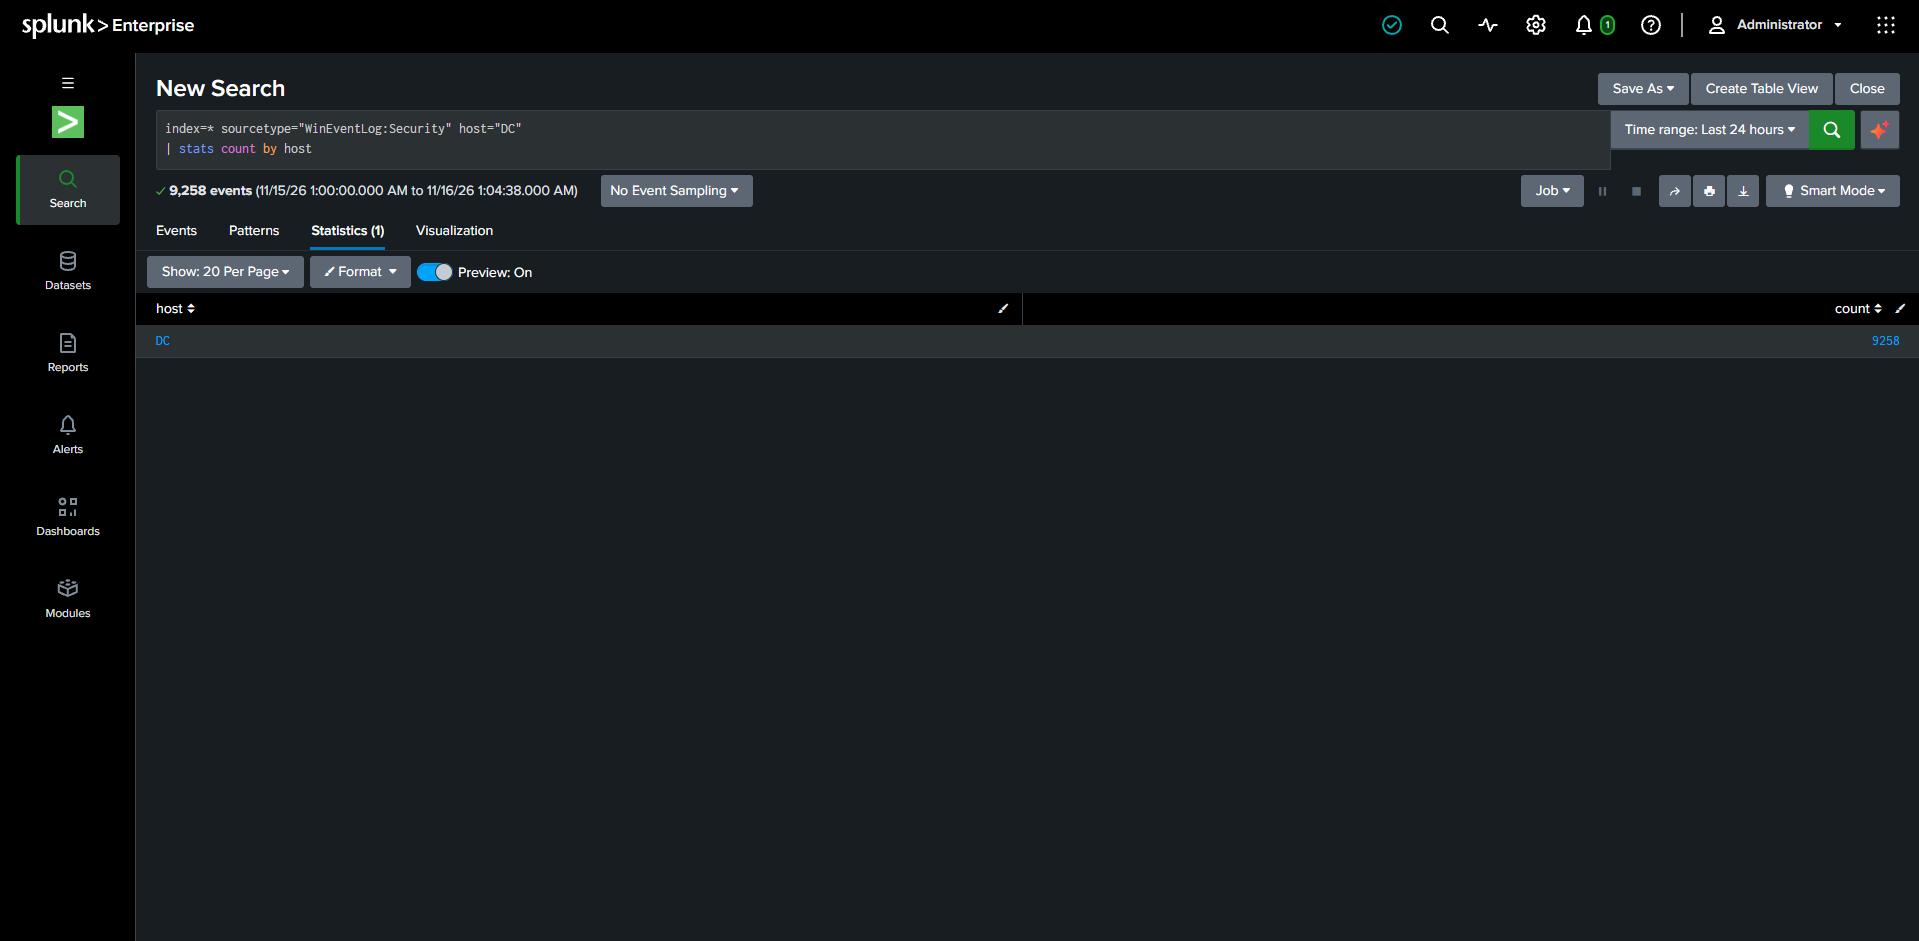 splunk>Enterprise
1
Administrator
New Search
Save As
Create Table View
Close
index=* sourcetype="WinEventLog:Security" host="DC"
| stats count by host
Time range: Last 24 hours
9,258 events (11/15/26 1:00:00.000 AM to 11/16/26 1:04:38.000 AM)
No Event Sampling
Job
Smart Mode
Search
Events
Patterns
Statistics (1)
Visualization
Show: 20 Per Page
Format
Preview: On
Datasets
host
count
DC
9258
Reports
Alerts
Dashboards
Modules